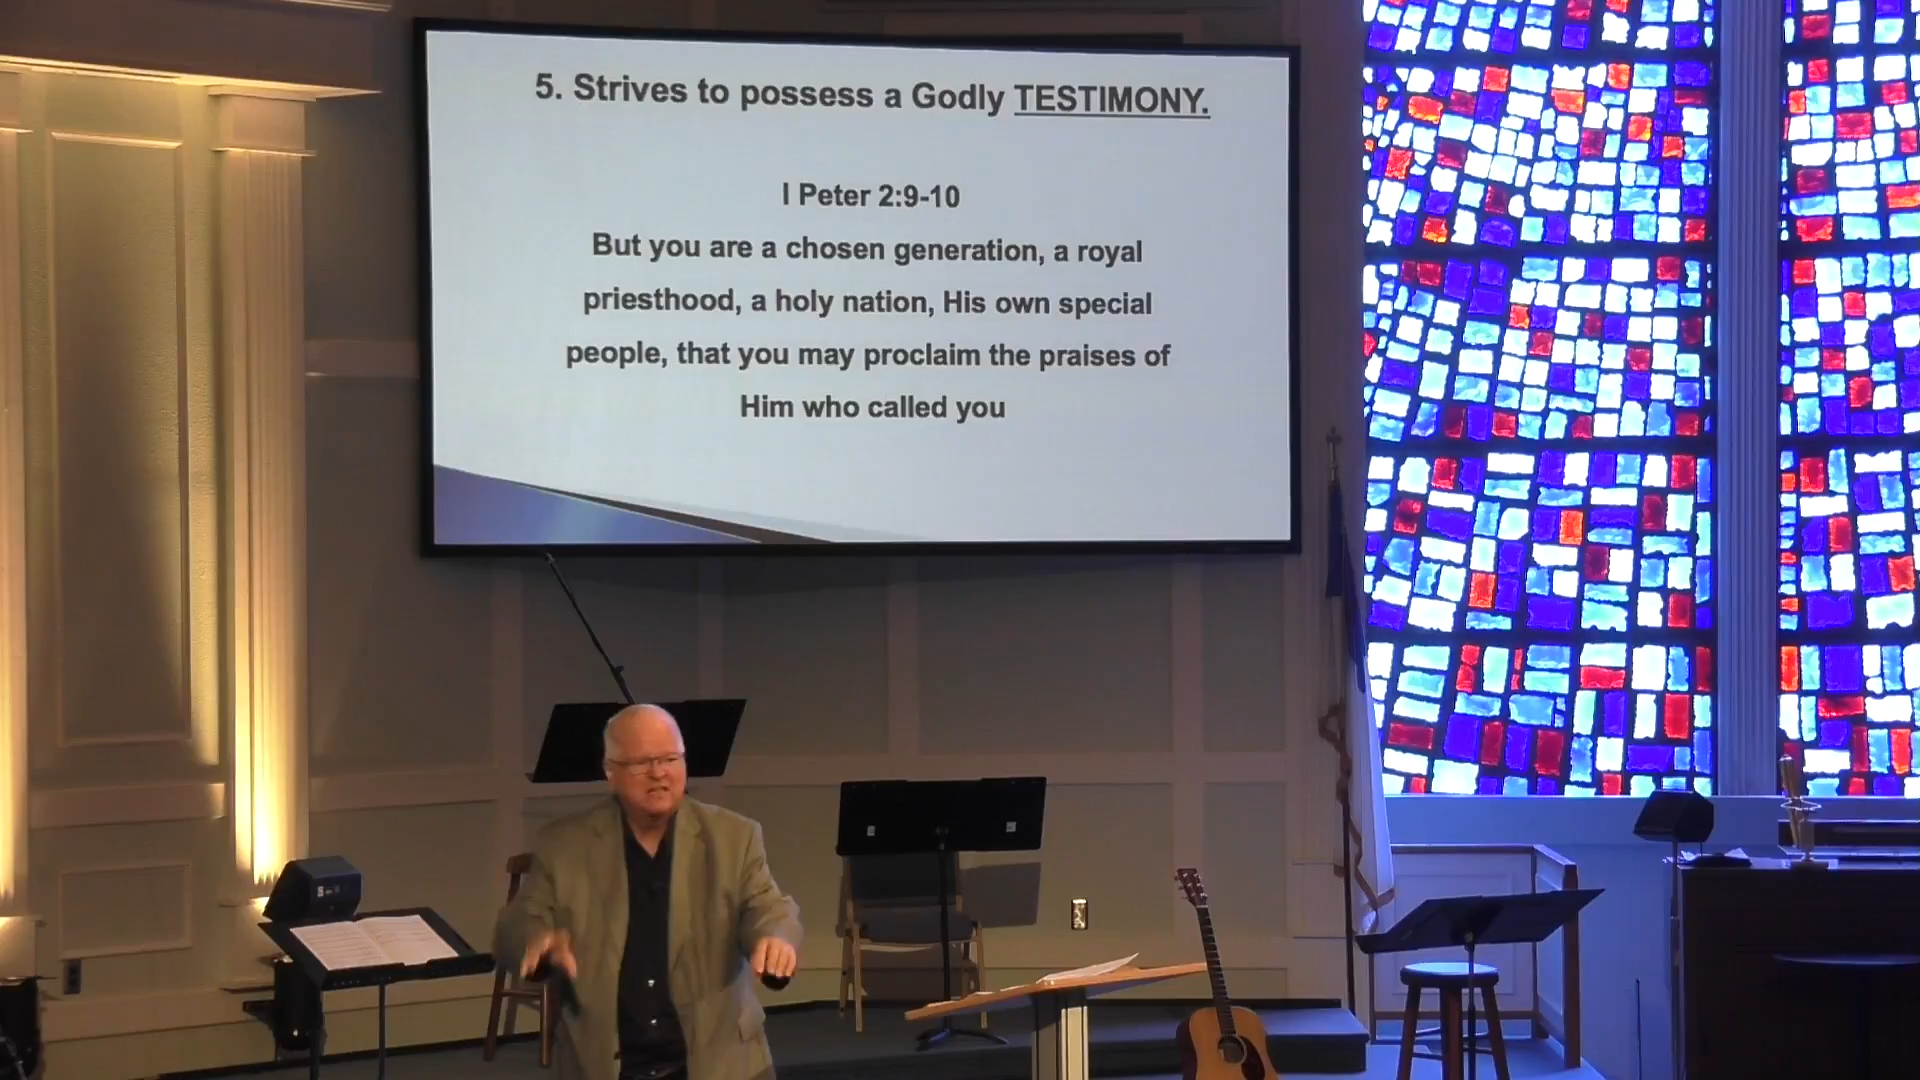 5. Strives to possess a Godly TESTIMONY.
I Peter 2:9-10
But you are a chosen generation, a royal
priesthood, a holy nation, His own special
people, that you may proclaim the praises of
Him who called you